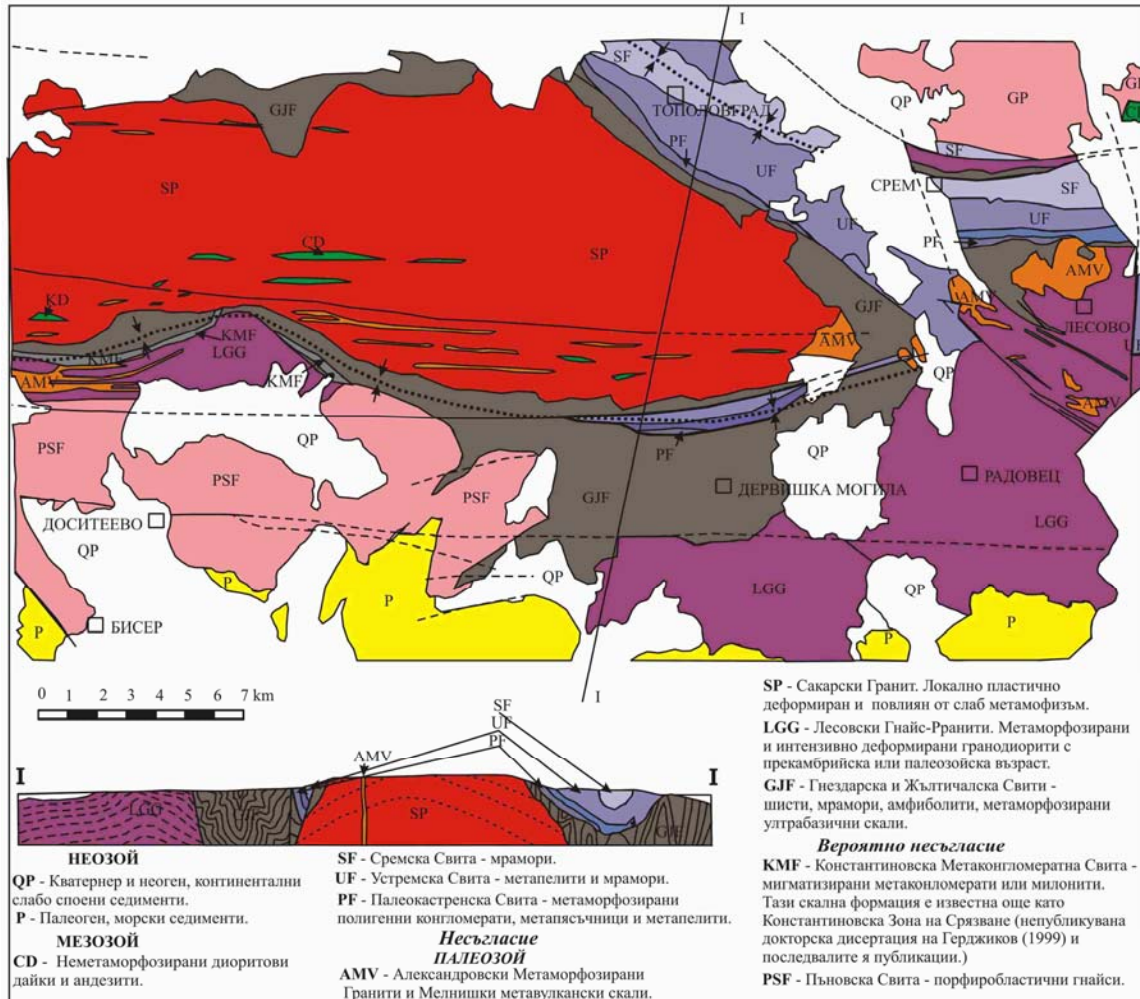 I
SF
GJF
QP
GP
GP
ТОПОЛОВГРАД
PF
UF
SF
SP
СРЕМ
SF
UF
UF
PF
CD
SP
AMV
KD
GJF
AMV
ЛЕСОВО
KMF
KMF
LGG
AMV
UF
AMV
KMF
QP
AMV
PSF
QP
PF
QP
PSF
PSF
GJF
ДЕРВИШКА МОГИЛА
РАДОВЕЦ
ДОСИТЕЕВО
LGG
QP
QP
P
P
LGG
QP
P
БИСЕР
P
P
P
0 1 2 3 4 5 6 7 km
I
SF
UF
PF
I
AMV
I
LGG
SP
GJF
НЕОЗОЙ
QP - Кватернер и неоген, континентални
слабо споени седименти.
P - Палеоген, морски седименти.
МЕЗОЗОЙ
CD - Неметаморфозирани диоритови
дайки и андезити.
SF - Сремска Свита - мрамори.
UF - Устремска Свита - метапелити и мрамори.
PF - Палеокастренска Свита - метаморфозирани
полигенни конгломерати, метапясъчници и метапелити.
Несъгласие
ПАЛЕОЗОЙ
AMV - Александровски Метаморфозирани
Гранити и Мелнишки метавулкански скали.
SP - Сакарски Гранит. Локално пластично
деформиран и повлиян от слаб метамофизъм.
LGG - Лесовски Гнайс-Рранити. Метаморфозирани
и интензивно деформирани гранодиорити с
прекамбрийска или палеозойска възраст.
GJF - Гнездарска и Жълтичалска Свити -
шисти, мрамори, амфиболити, метаморфозирани
ултрабазични скали.
Вероятно несъгласие
KMF - Константиновска Метаконгломератна Свита -
мигматизирани метаконломерати или милонити.
Тази скална формация е известна още като
Константиновска Зона на Срязване (непубликувана
докторска дисертация на Герджиков (1999) и
последвалите я публикации.)
PSF - Пъновска Свита - порфиробластични гнайси.